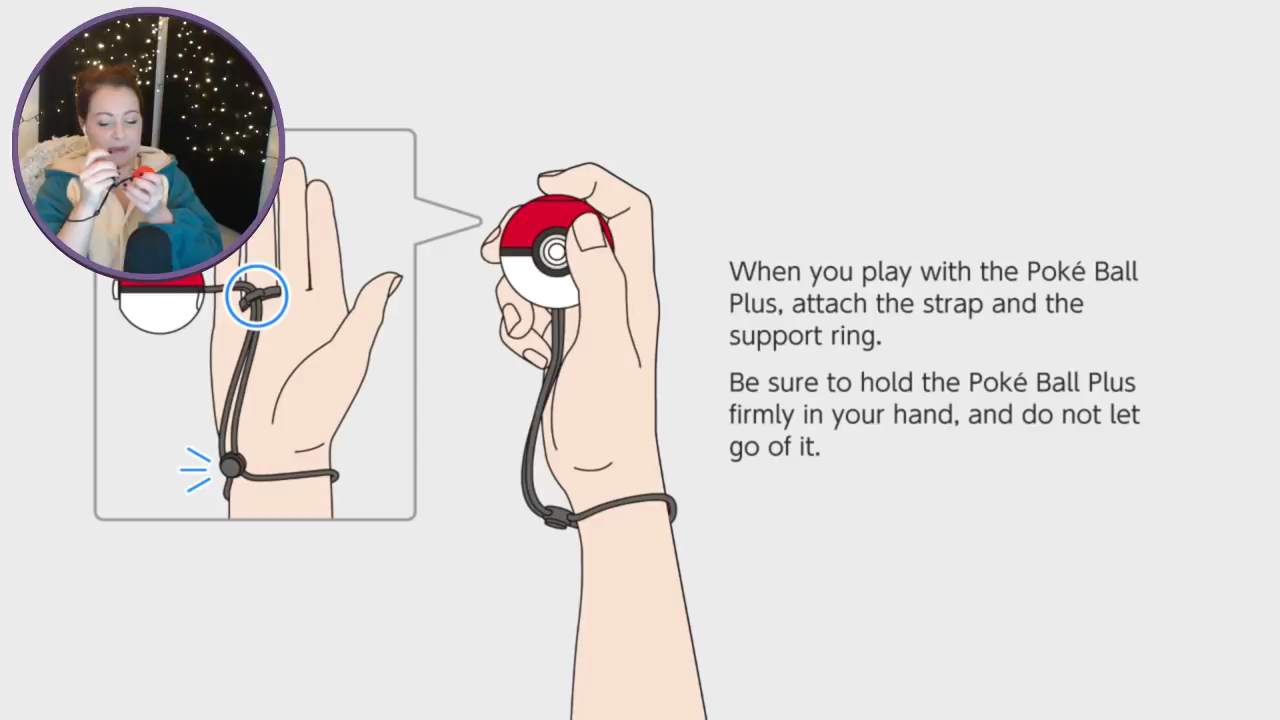 When you play with the Poké Ball
Plus, attach the strap and the
support ring.
Be sure to hold the Poké Ball Plus
firmly in your hand, and do not let
go of it.